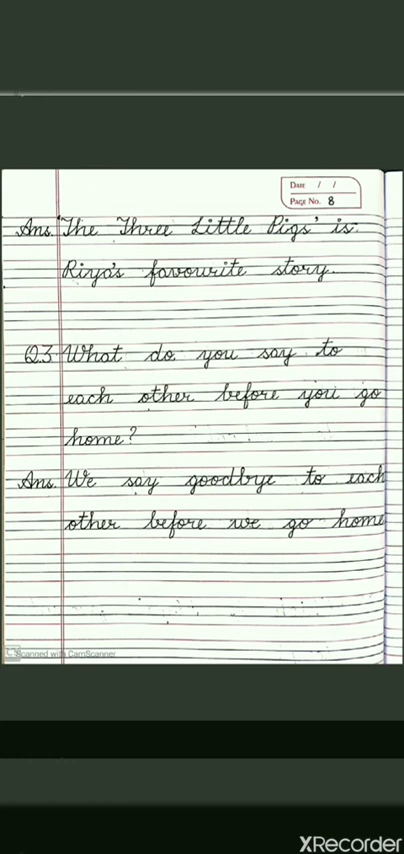 DATE / /
PAGE NO. 8
Ans. 'The Three Little Pigs' is
Riya's favourite story.
Q.3 What do you say to
each other before you go
home?
Ans. We say goodbye to each
other before we go home
CS Scanned with CamScanner
XRecorder